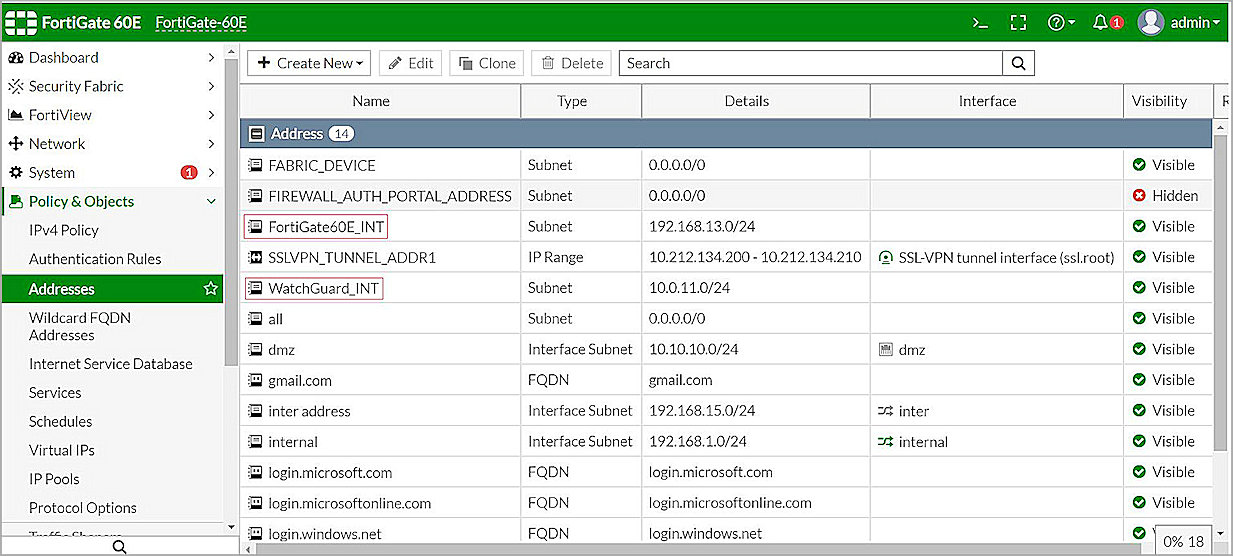 FortiGate 60E FortiGate-60E >_ 1 admin
Dashboard
Security Fabric
FortiView
Network
System 1
Policy & Objects
IPv4 Policy
Authentication Rules
Addresses
Wildcard FQDN
Addresses
Internet Service Database
Services
Schedules
Virtual IPs
IP Pools
Protocol Options
Traffic Shapers
+ Create New Edit Clone Delete Search
Name Type Details Interface Visibility R
Address 14
FABRIC_DEVICE Subnet 0.0.0.0/0 Visible
FIREWALL_AUTH_PORTAL_ADDRESS Subnet 0.0.0.0/0 Hidden
FortiGate60E_INT Subnet 192.168.13.0/24 Visible
SSLVPN_TUNNEL_ADDR1 IP Range 10.212.134.200 - 10.212.134.210 SSL-VPN tunnel interface (ssl.root) Visible
WatchGuard_INT Subnet 10.0.11.0/24 Visible
all Subnet 0.0.0.0/0 Visible
dmz Interface Subnet 10.10.10.0/24 dmz Visible
gmail.com FQDN gmail.com Visible
inter address Interface Subnet 192.168.15.0/24 inter Visible
internal Interface Subnet 192.168.1.0/24 internal Visible
login.microsoft.com FQDN login.microsoft.com Visible
login.microsoftonline.com FQDN login.microsoftonline.com Visible
login.windows.net FQDN login.windows.net
0% 18